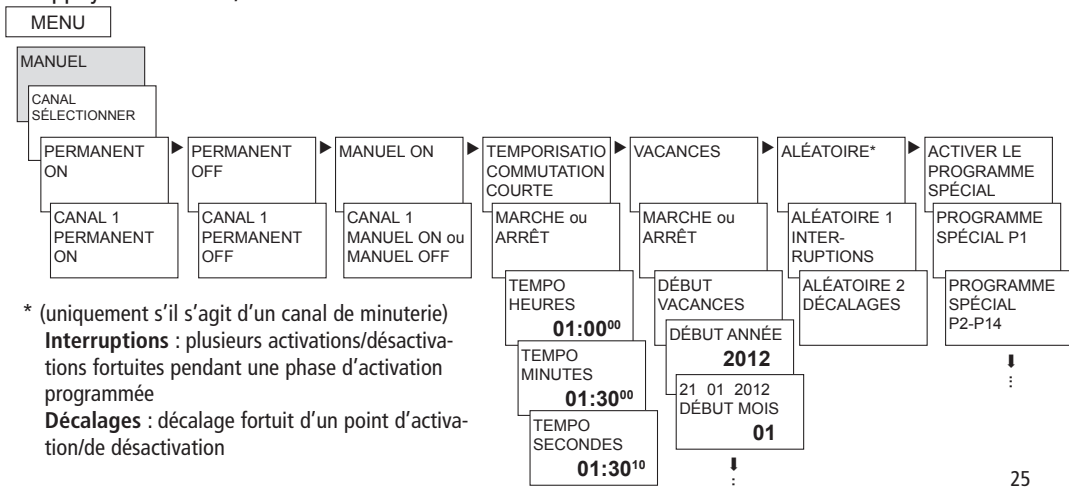 MENU
MANUEL
CANAL
SÉLECTIONNER
PERMANENT
ON
CANAL 1
PERMANENT
ON
PERMANENT
OFF
CANAL 1
PERMANENT
OFF
MANUEL ON
CANAL 1
MANUEL ON ou
MANUEL OFF
TEMPORISATIO
COMMUTATION
COURTE
MARCHE ou
ARRÊT
TEMPO
HEURES
01:00⁰⁰
TEMPO
MINUTES
01:30⁰⁰
TEMPO
SECONDES
01:30¹⁰
VACANCES
MARCHE ou
ARRÊT
DÉBUT
VACANCES
DÉBUT ANNÉE
2012
21 01 2012
DÉBUT MOIS
01
ALÉATOIRE*
ALÉATOIRE 1
INTER-
RUPTIONS
ALÉATOIRE 2
DÉCALAGES
ACTIVER LE
PROGRAMME
SPÉCIAL
PROGRAMME
SPÉCIAL P1
PROGRAMME
SPÉCIAL
P2-P14
* (uniquement s’il s’agit d’un canal de minuterie)
Interruptions : plusieurs activations/désactiva-
tions fortuites pendant une phase d’activation
programmée
Décalages : décalage fortuit d’un point d’activa-
tion/de désactivation
25